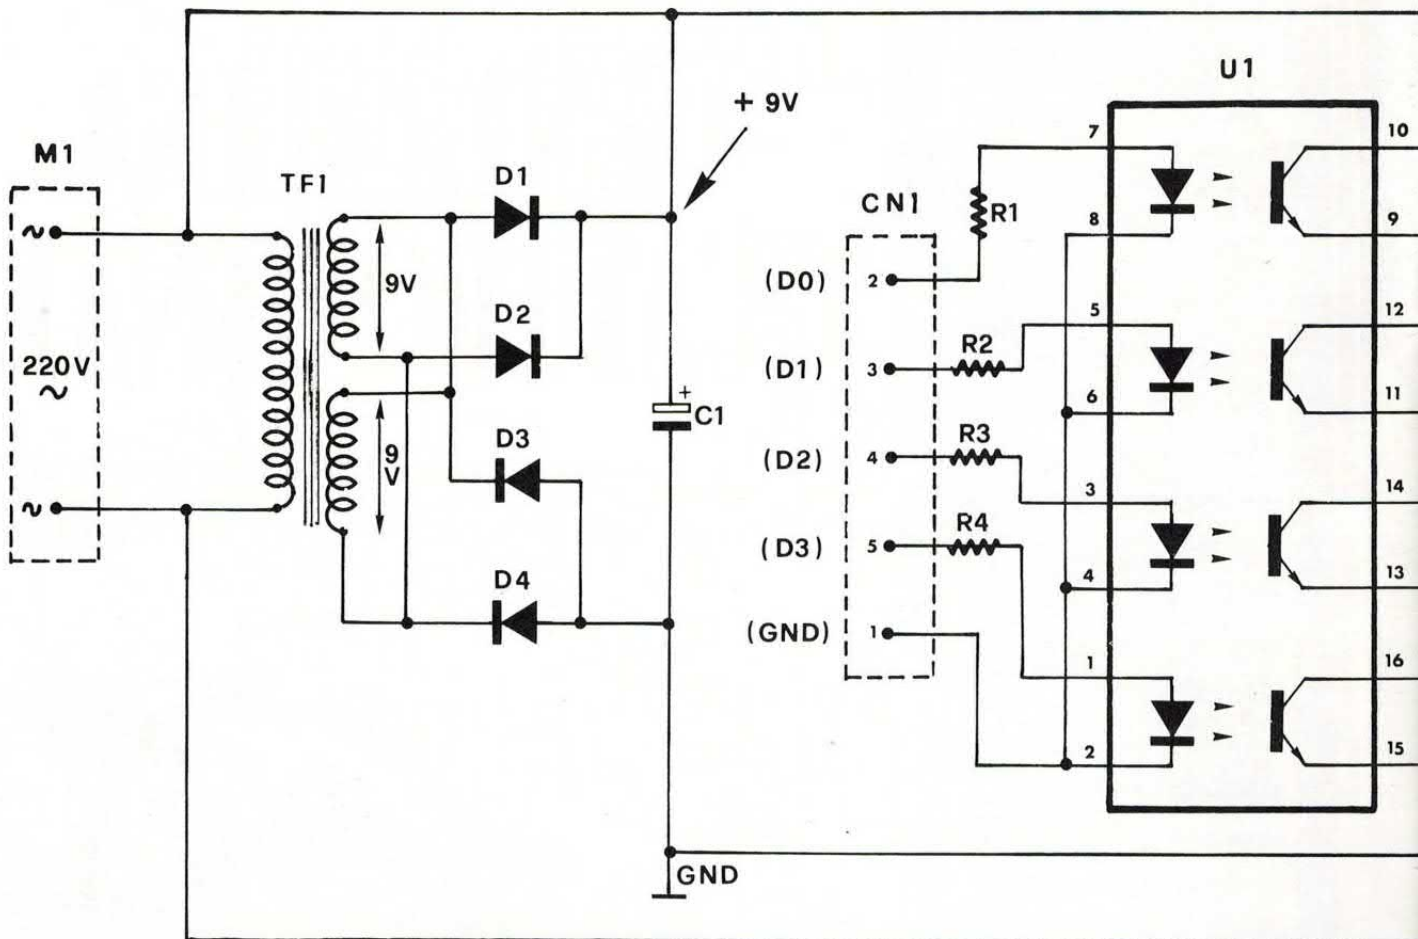 U1
+ 9V
M1
TF1
D1
CN1
R1
7
10
8
9
~
220V
~
~
9V
D2
(D0)
2
(D1)
3
R2
5
12
6
11
+
C1
9
V
D3
(D2)
4
R3
3
14
(D3)
5
R4
4
13
D4
(GND)
1
1
16
2
15
GND